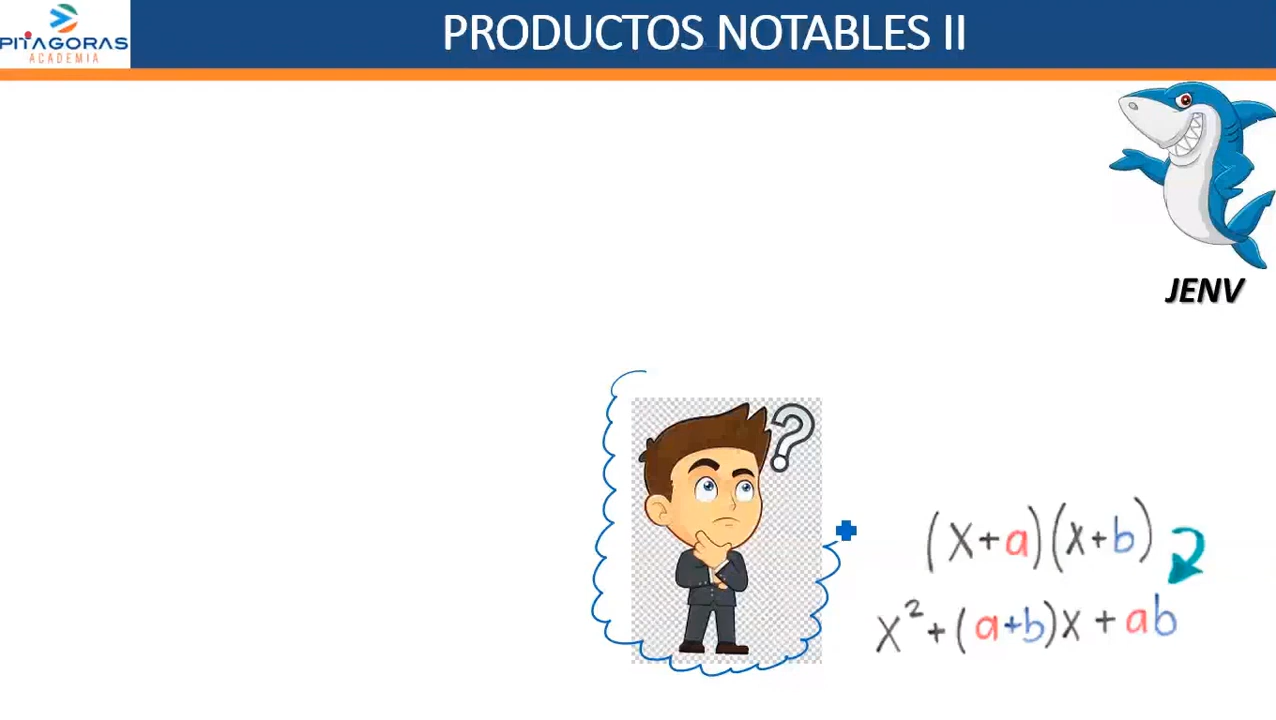 PITAGORAS
ACADEMIA
PRODUCTOS NOTABLES II
JENV
?
(x+a)(x+b)
x²+(a+b)x+ab